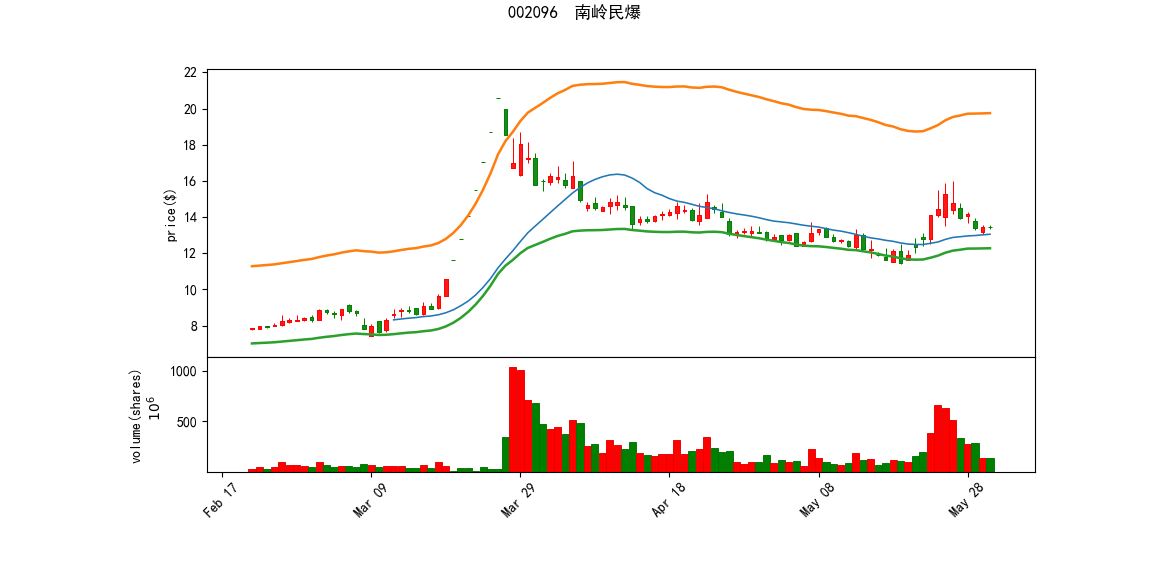 002096 南岭民爆
22
20
18
16
14
12
10
8
price($)
1000
500
volume(shares)
10^6
Feb 17
Mar 09
Mar 29
Apr 18
May 08
May 28